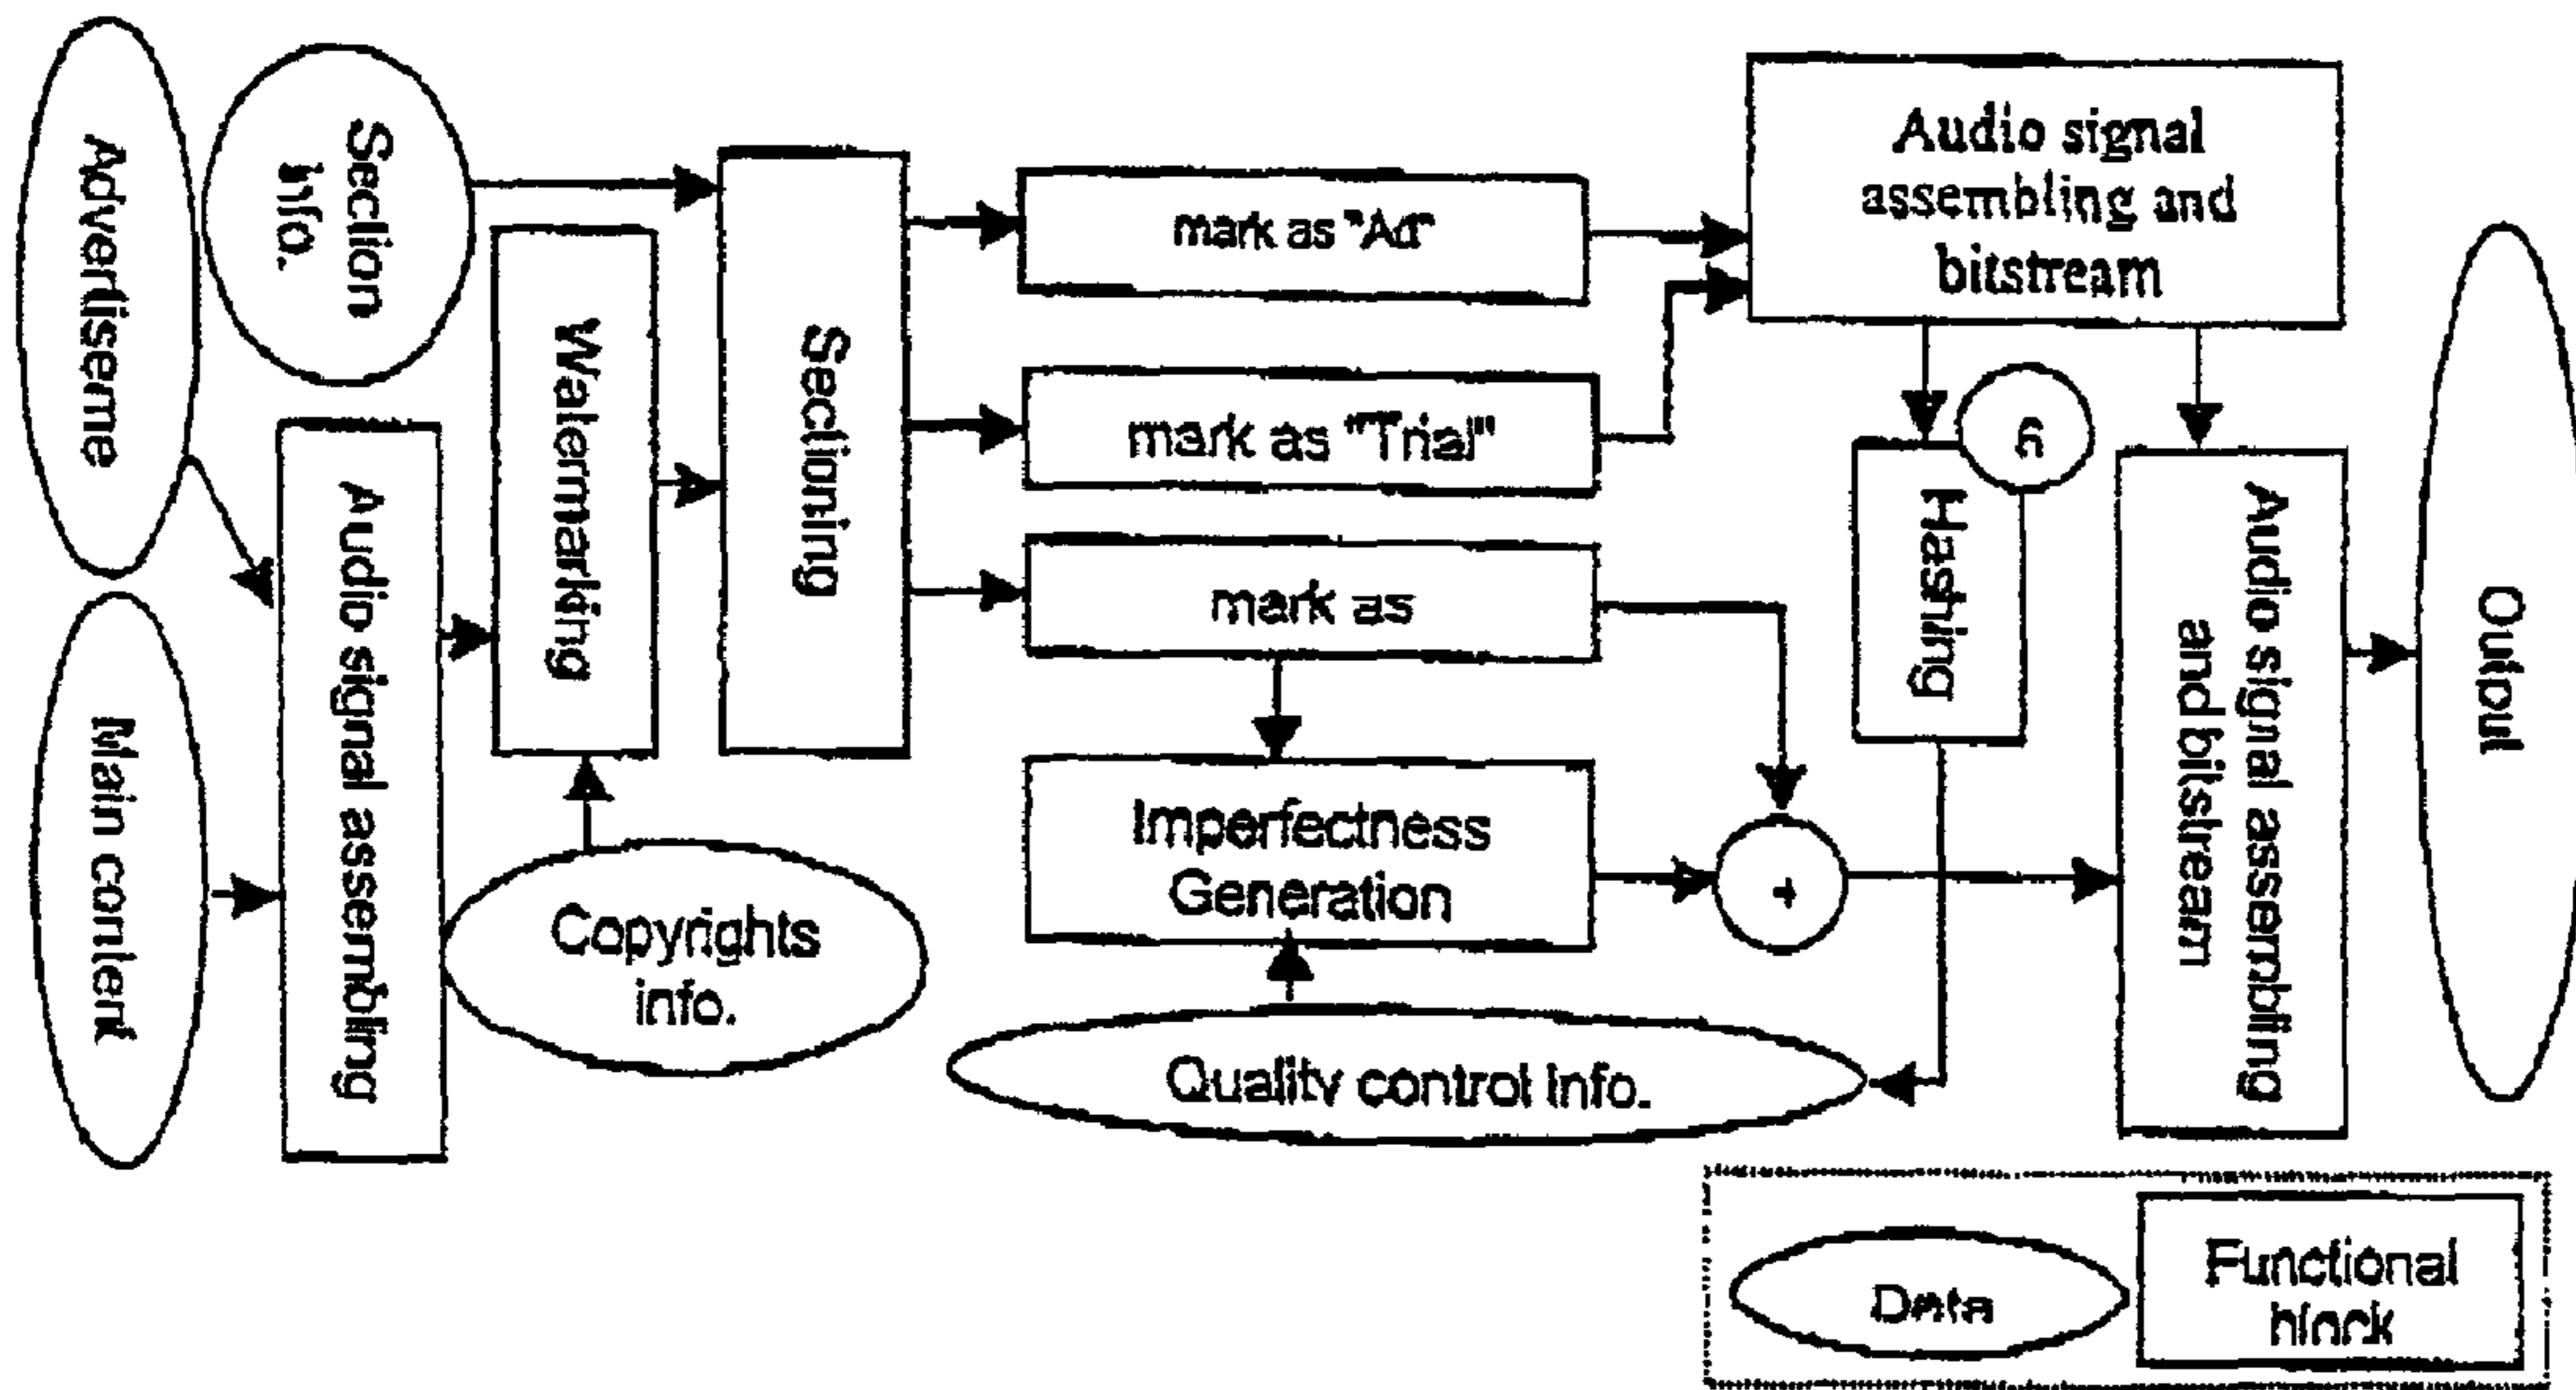 Advertiseme
Section
info.
Main content
Audio signal assembling
Watermarking
Copyrights
info.
Sectioning
mark as "Ad"
mark as "Trial"
mark as
Imperfectness
Generation
Quality control info.
+
Audio signal
assembling and
bitstream
Hashing
Audio signal assembling
and bitstream
Output
Data
Functional
block